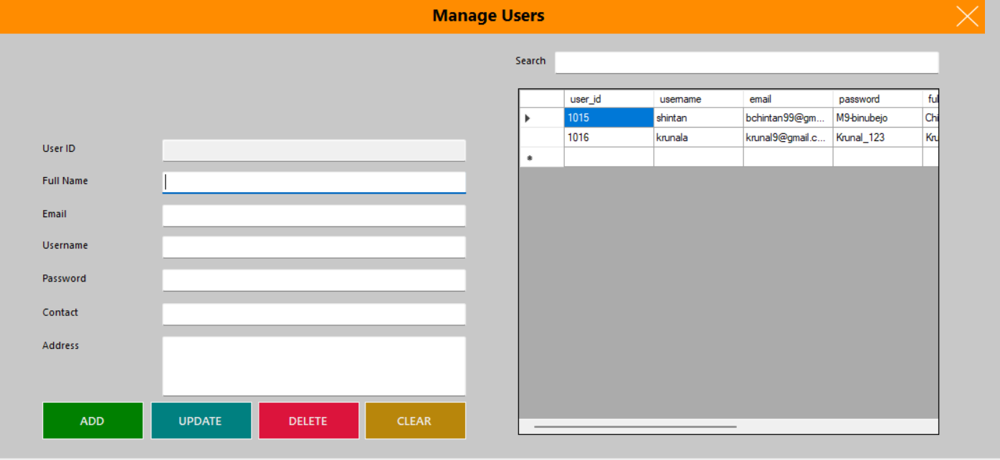 Manage Users
Search
user_id username email password ful
1015 shintan bchintan99@gm... M9-binubejo Chi
1016 krunala krunal9@gmail.c... Krunal_123 Kru
User ID
Full Name
Email
Username
Password
Contact
Address
ADD UPDATE DELETE CLEAR